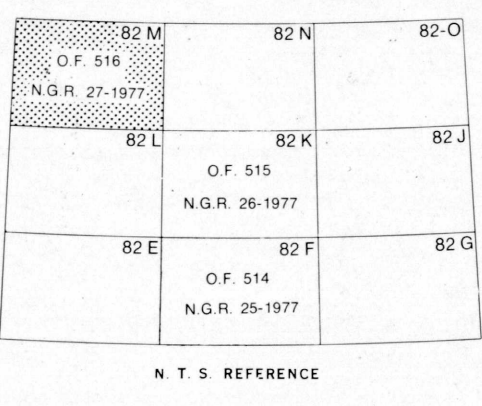 82 M
82 N
82-O
O.F. 516
N.G.R. 27-1977
82 L
82 K
82 J
O.F. 515
N.G.R. 26-1977
82 E
82 F
82 G
O.F. 514
N.G.R. 25-1977
N. T. S. REFERENCE